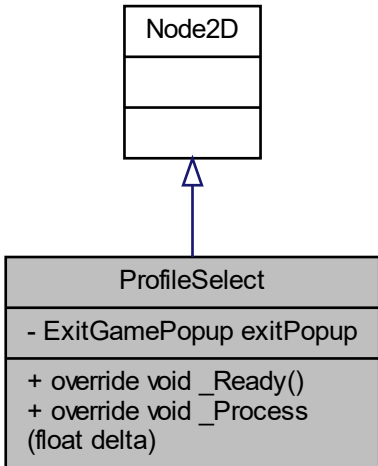 Node2D
ProfileSelect
- ExitGamePopup exitPopup
+ override void _Ready()
+ override void _Process
(float delta)